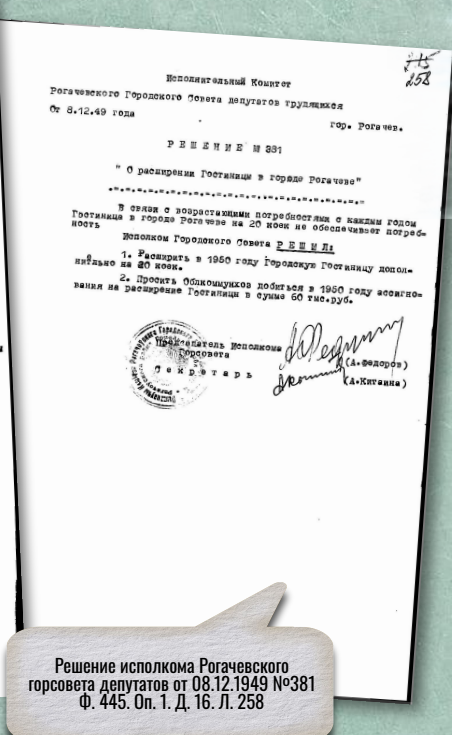 258
Исполнительный Комитет
Рогачевского Городского Совета депутатов трудящихся
От 8.12.49 года
гор. Рогачев.
РЕШЕНИЕ № 381
" О расширении Гостиницы в городе Рогачеве"
В связи с возрастающими потребностями с каждым годом
Гостиница в городе Рогачеве на 20 коек не обеспечивает потреб=
ность
Исполком Городского Совета РЕШИЛ:
1. Расширить в 1950 году Городскую Гостиницу допол=
нительно на 20 коек.
2. Просить Облкоммунхоз добиться в 1950 году ассигно=
вания на расширение Гостиницы в сумме 60 тыс.руб.
Председатель Исполкома
Горсовета
(А.Федоров)
Секретарь
(А.Китаина)
Решение исполкома Рогачевского
горсовета депутатов от 08.12.1949 №381
Ф. 445. Оп. 1. Д. 16. Л. 258